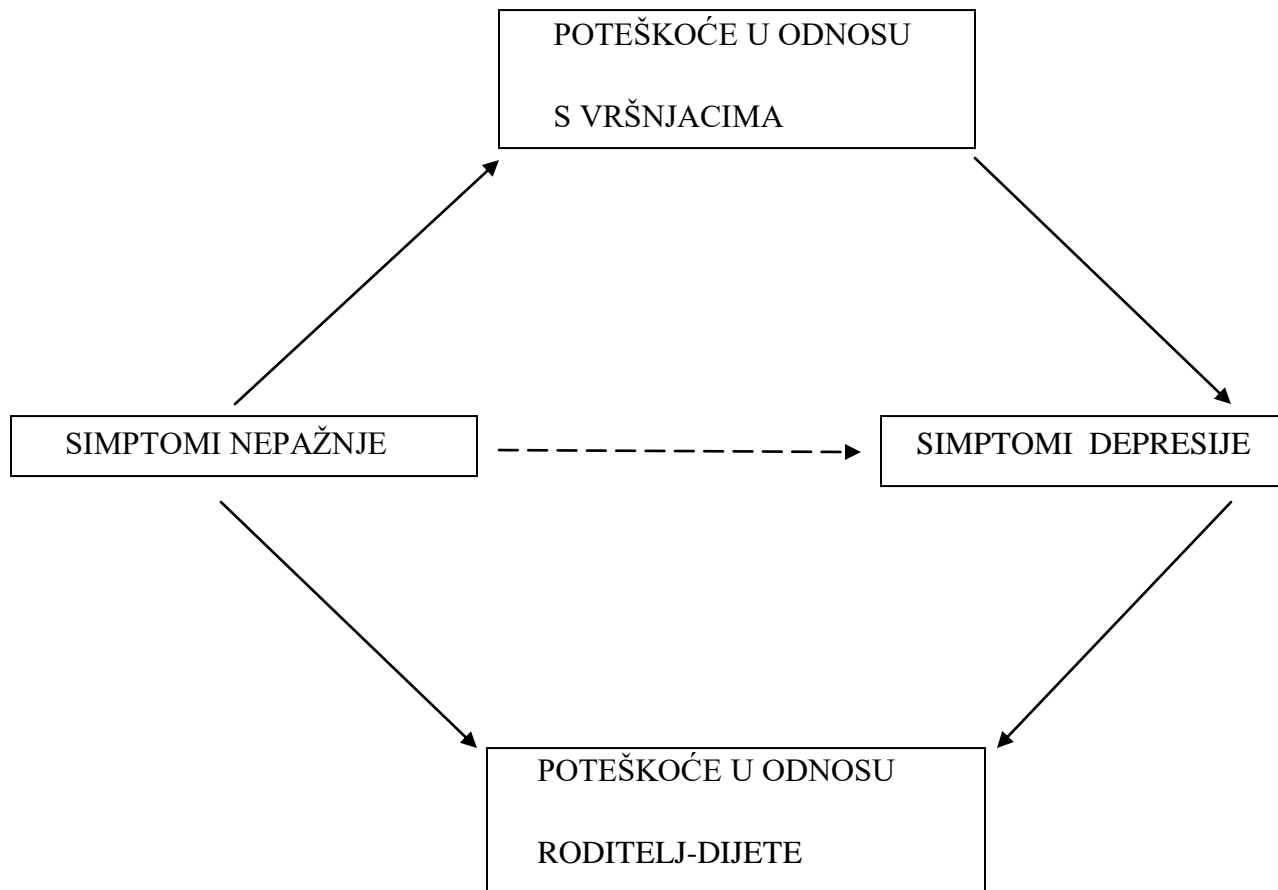 POTEŠKOĆE U ODNOSU
S VRŠNJACIMA
SIMPTOMI NEPAŽNJE
SIMPTOMI DEPRESIJE
POTEŠKOĆE U ODNOSU
RODITELJ-DIJETE